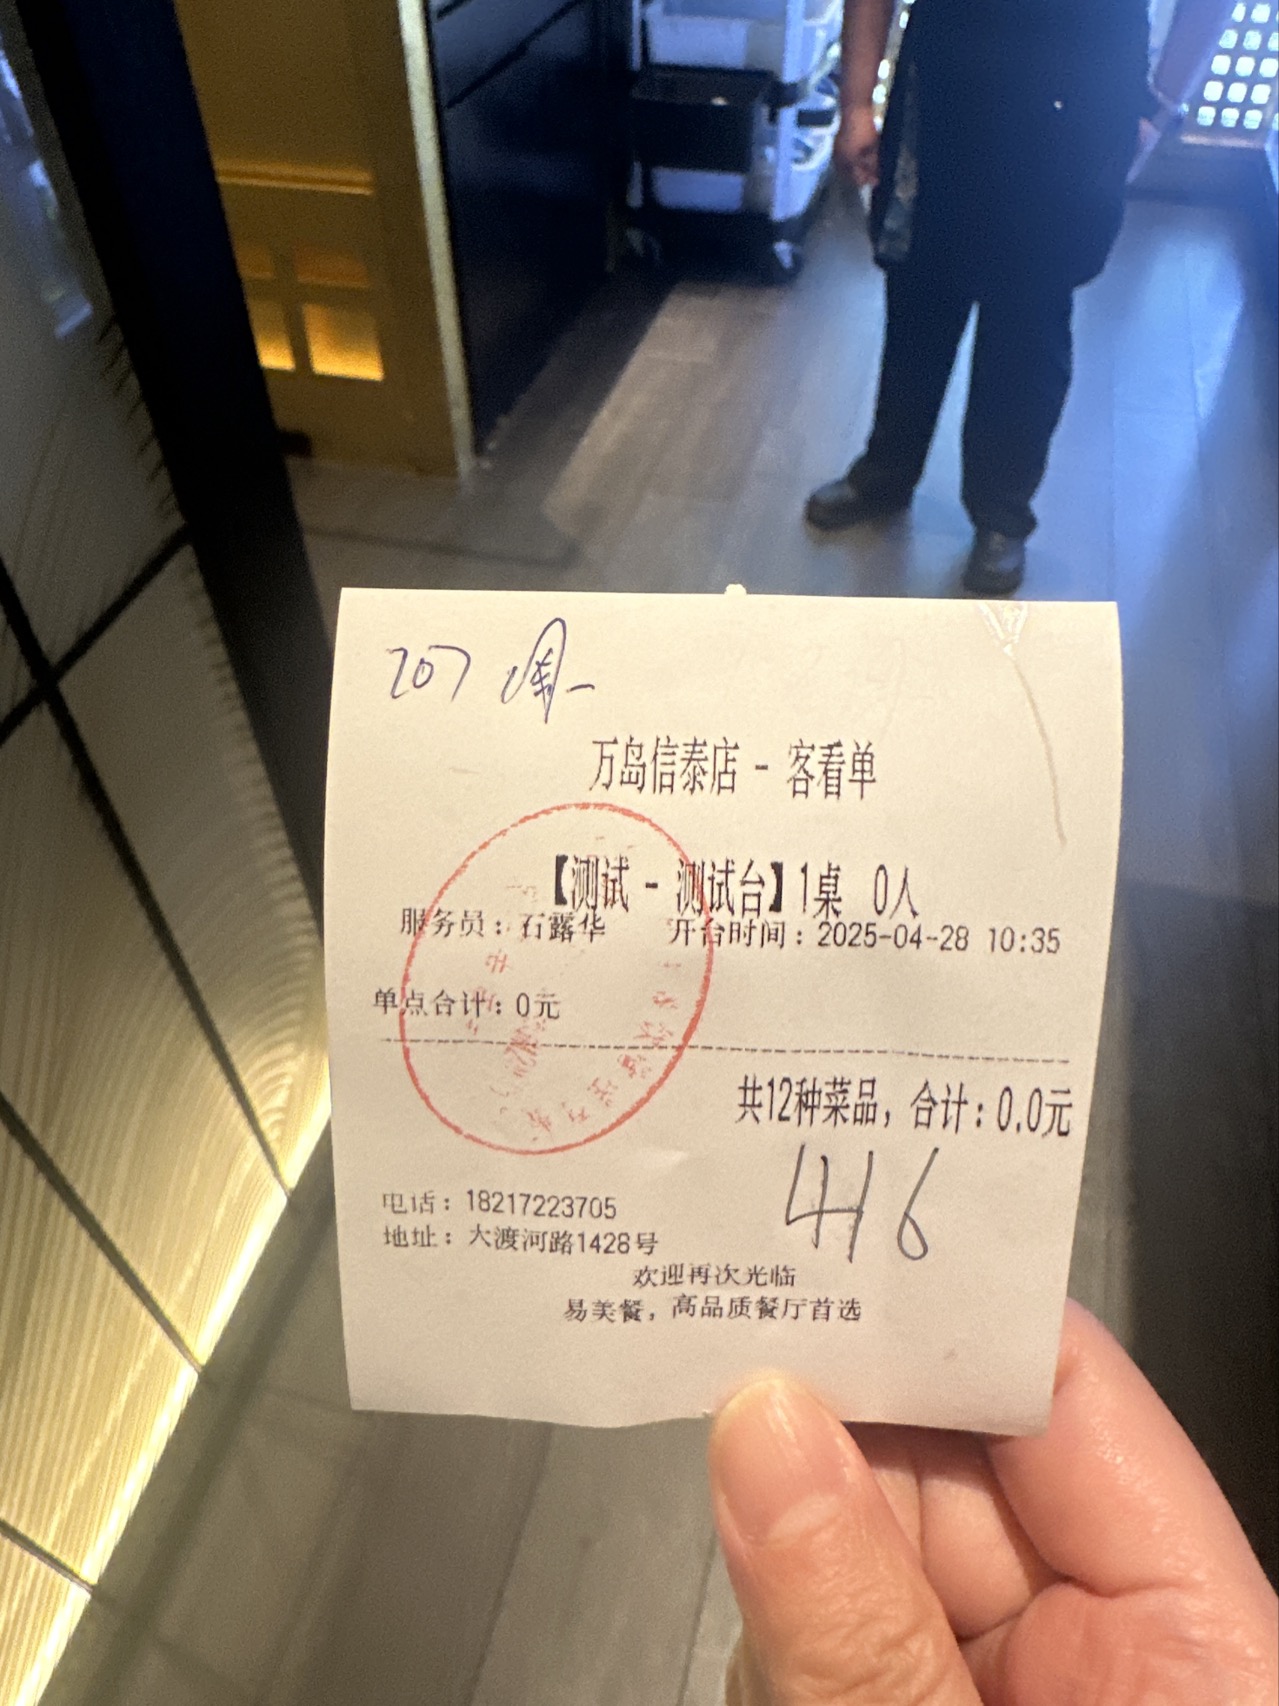 707
万岛信泰店 - 客看单
【测试 - 测试台】1桌 0人
服务员：石露华 开台时间：2025-04-28 10:35
单点合计：0元
共12种菜品，合计：0.0元
416
电话：18217223705
地址：大渡河路1428号
欢迎再次光临
易美餐，高品质餐厅首选